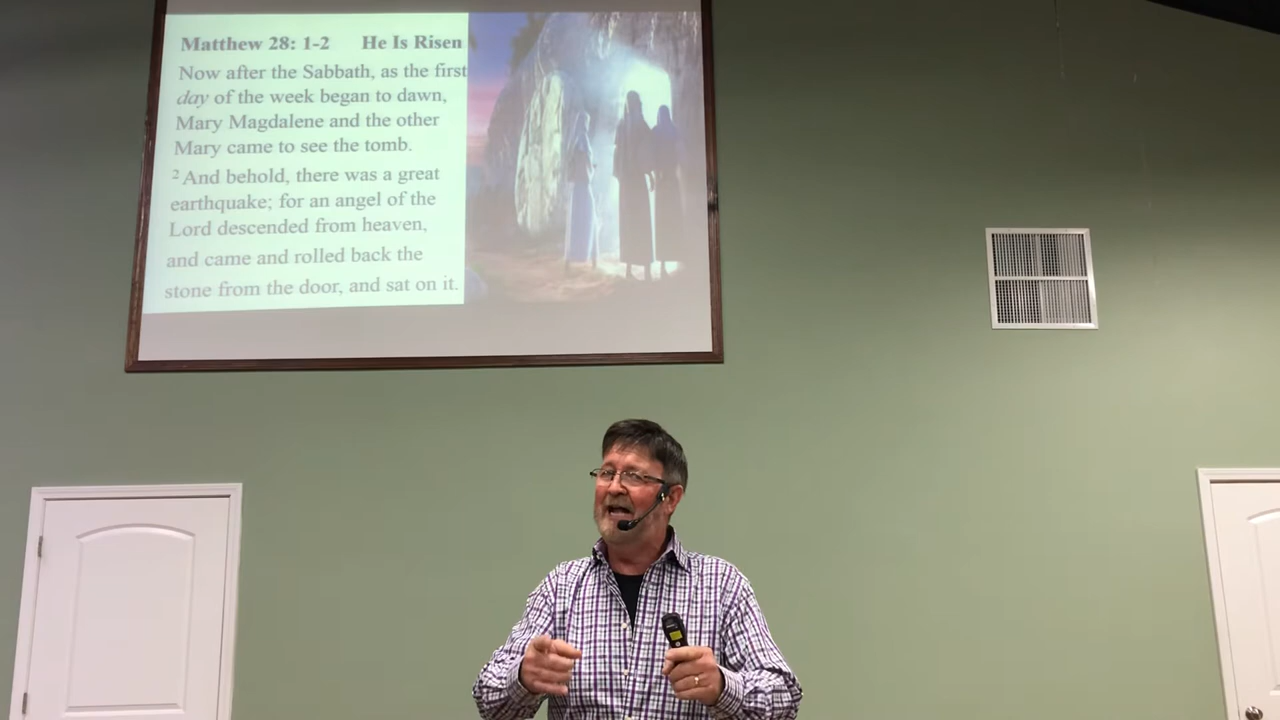 Matthew 28: 1-2 He Is Risen
Now after the Sabbath, as the first
day of the week began to dawn,
Mary Magdalene and the other
Mary came to see the tomb.
2 And behold, there was a great
earthquake; for an angel of the
Lord descended from heaven,
and came and rolled back the
stone from the door, and sat on it.